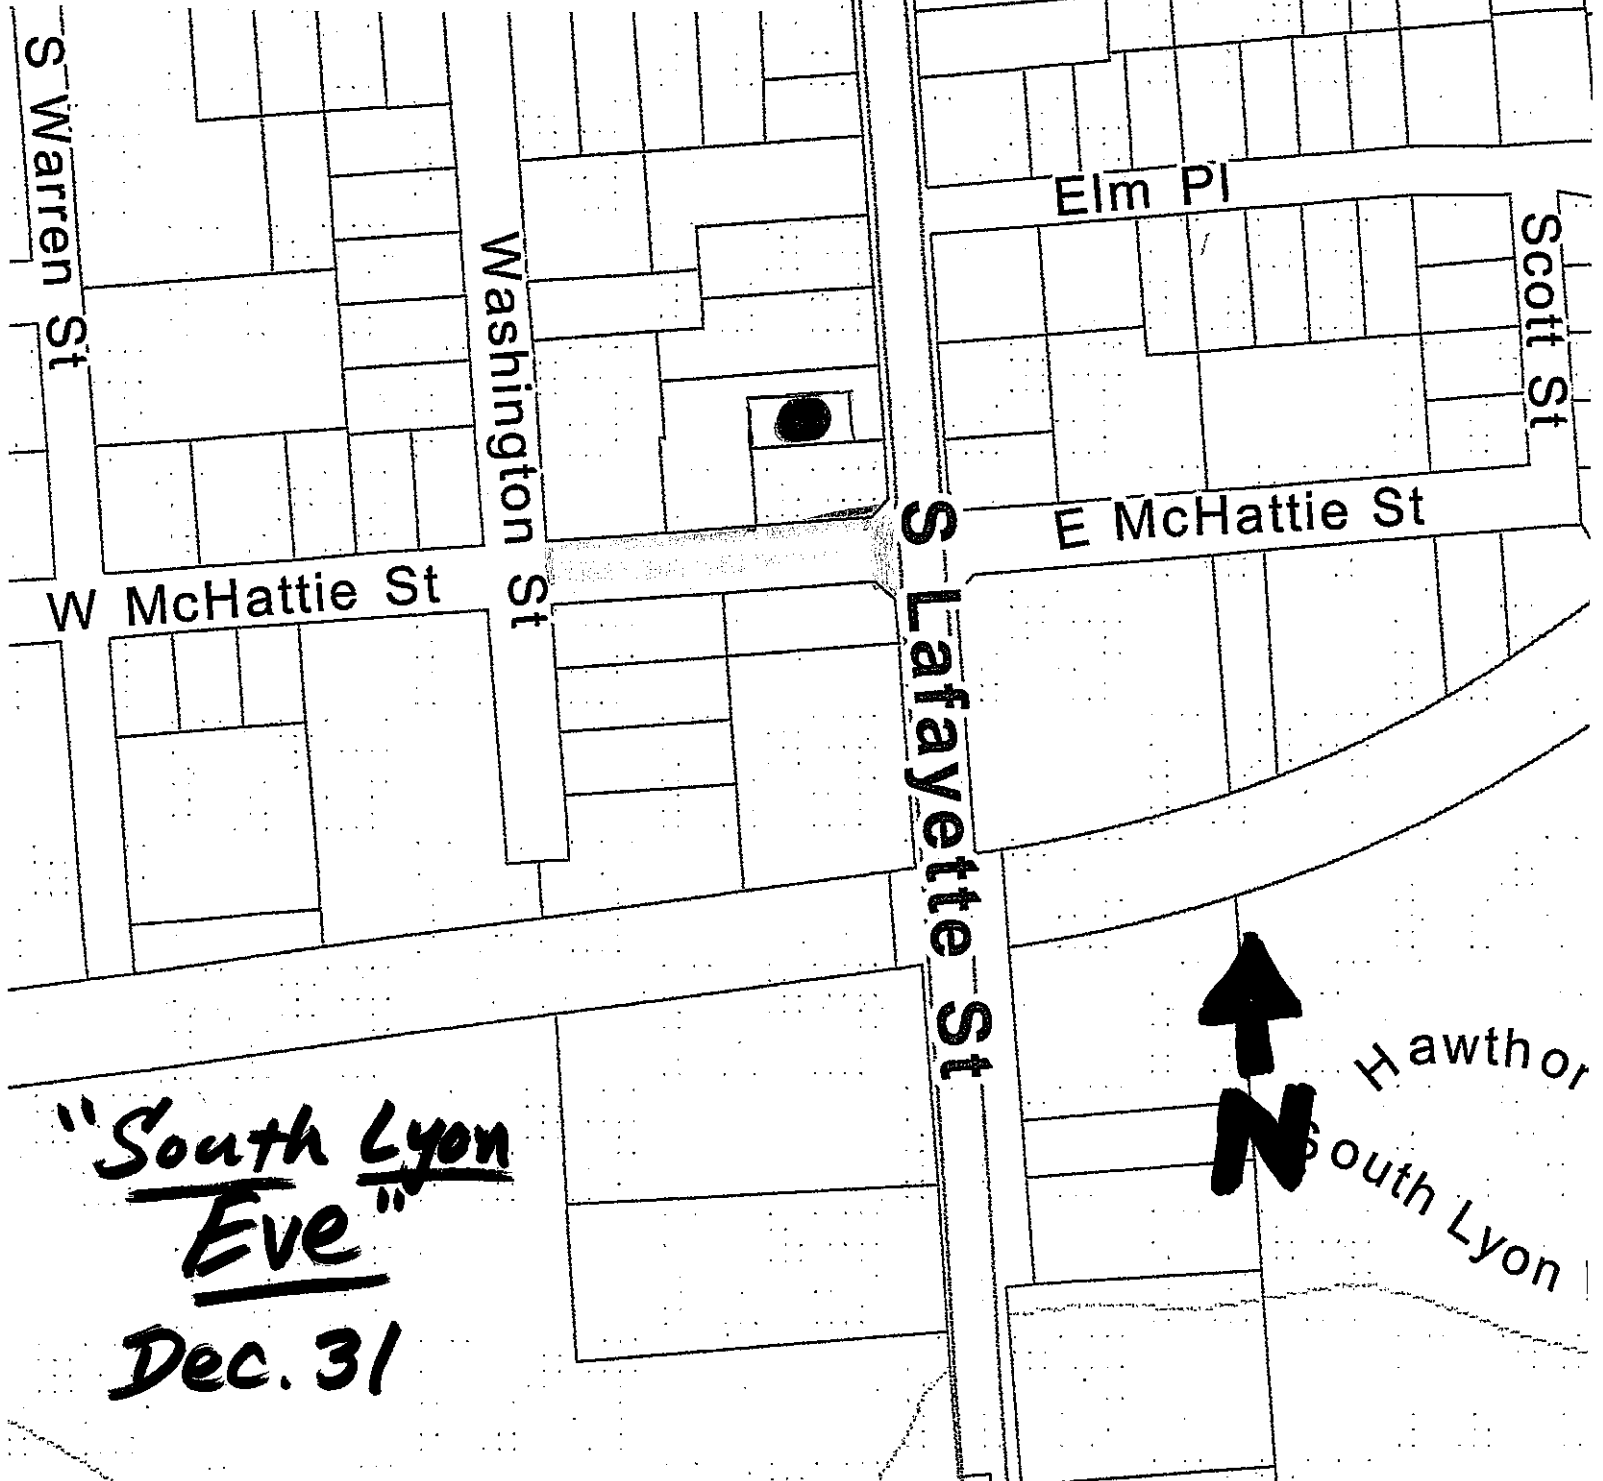 S Warren St
Washington St
Elm Pl
Scott St
E McHattie St
W McHattie St
S Lafayette St
N
Hawthor
South Lyon
"South Lyon
Eve"
Dec. 31